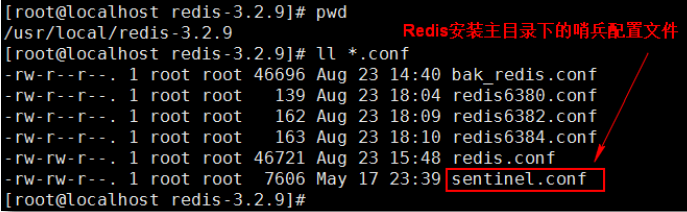 [root@localhost redis-3.2.9]# pwd
/usr/local/redis-3.2.9
Redis安装主目录下的哨兵配置文件
[root@localhost redis-3.2.9]# ll *.conf
-rw-r--r--. 1 root root 46696 Aug 23 14:40 bak_redis.conf
-rw-r--r--. 1 root root   139 Aug 23 18:04 redis6380.conf
-rw-r--r--. 1 root root   162 Aug 23 18:09 redis6382.conf
-rw-r--r--. 1 root root   163 Aug 23 18:10 redis6384.conf
-rw-rw-r--. 1 root root 46721 Aug 23 15:48 redis.conf
-rw-rw-r--. 1 root root  7606 May 17 23:39 sentinel.conf
[root@localhost redis-3.2.9]#